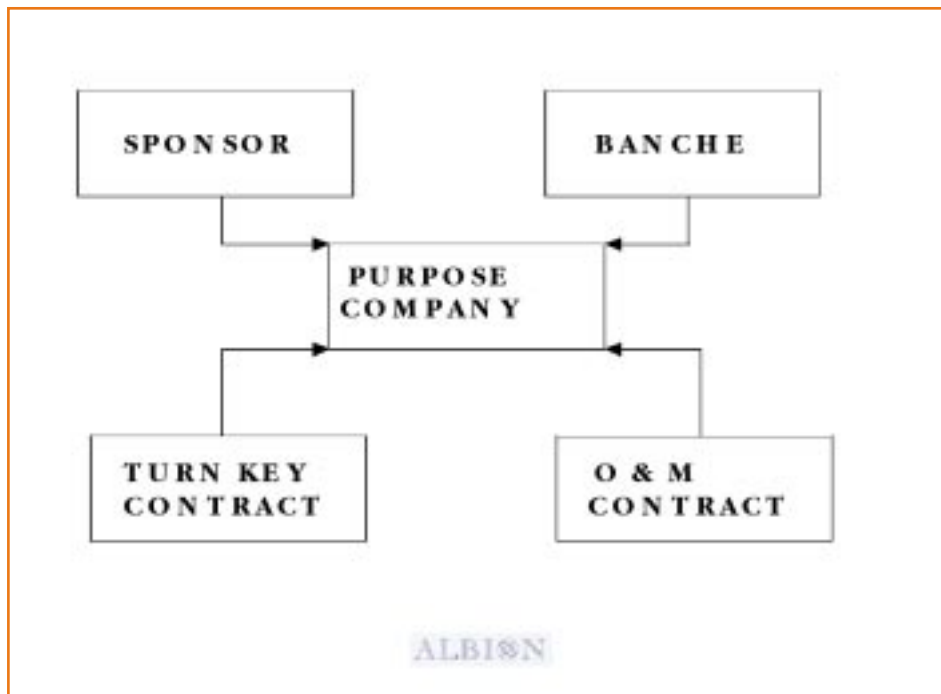 SPONSOR
BANCHE
PURPOSE
COMPANY
TURN KEY
CONTRACT
O & M
CONTRACT
ALBION